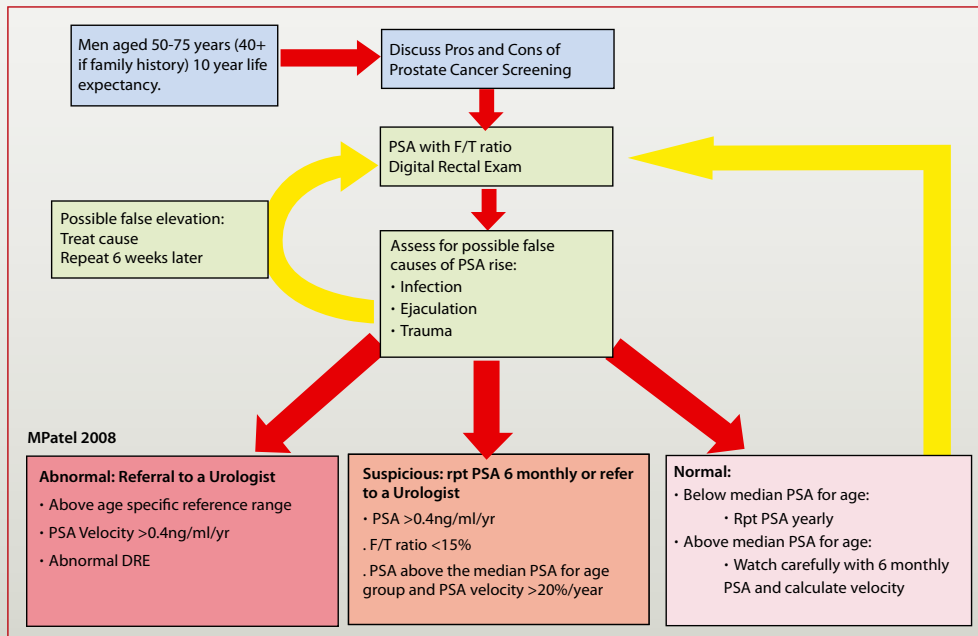 Men aged 50-75 years (40+
if family history) 10 year life
expectancy.
Discuss Pros and Cons of
Prostate Cancer Screening
PSA with F/T ratio
Digital Rectal Exam
Possible false elevation:
Treat cause
Repeat 6 weeks later
Assess for possible false
causes of PSA rise:
· Infection
· Ejaculation
· Trauma
MPatel 2008
Abnormal: Referral to a Urologist
· Above age specific reference range
· PSA Velocity >0.4ng/ml/yr
· Abnormal DRE
Suspicious: rpt PSA 6 monthly or refer
to a Urologist
· PSA >0.4ng/ml/yr
. F/T ratio <15%
. PSA above the median PSA for age
group and PSA velocity >20%/year
Normal:
· Below median PSA for age:
· Rpt PSA yearly
· Above median PSA for age:
· Watch carefully with 6 monthly
PSA and calculate velocity